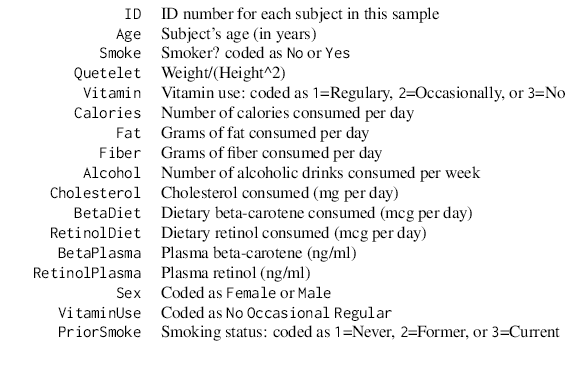 ID ID number for each subject in this sample
Age Subject's age (in years)
Smoke Smoker? coded as No or Yes
Quetelet Weight/(Height^2)
Vitamin Vitamin use: coded as 1=Regulary, 2=Occasionally, or 3=No
Calories Number of calories consumed per day
Fat Grams of fat consumed per day
Fiber Grams of fiber consumed per day
Alcohol Number of alcoholic drinks consumed per week
Cholesterol Cholesterol consumed (mg per day)
BetaDiet Dietary beta-carotene consumed (mcg per day)
RetinolDiet Dietary retinol consumed (mcg per day)
BetaPlasma Plasma beta-carotene (ng/ml)
RetinolPlasma Plasma retinol (ng/ml)
Sex Coded as Female or Male
VitaminUse Coded as No Occasional Regular
PriorSmoke Smoking status: coded as 1=Never, 2=Former, or 3=Current